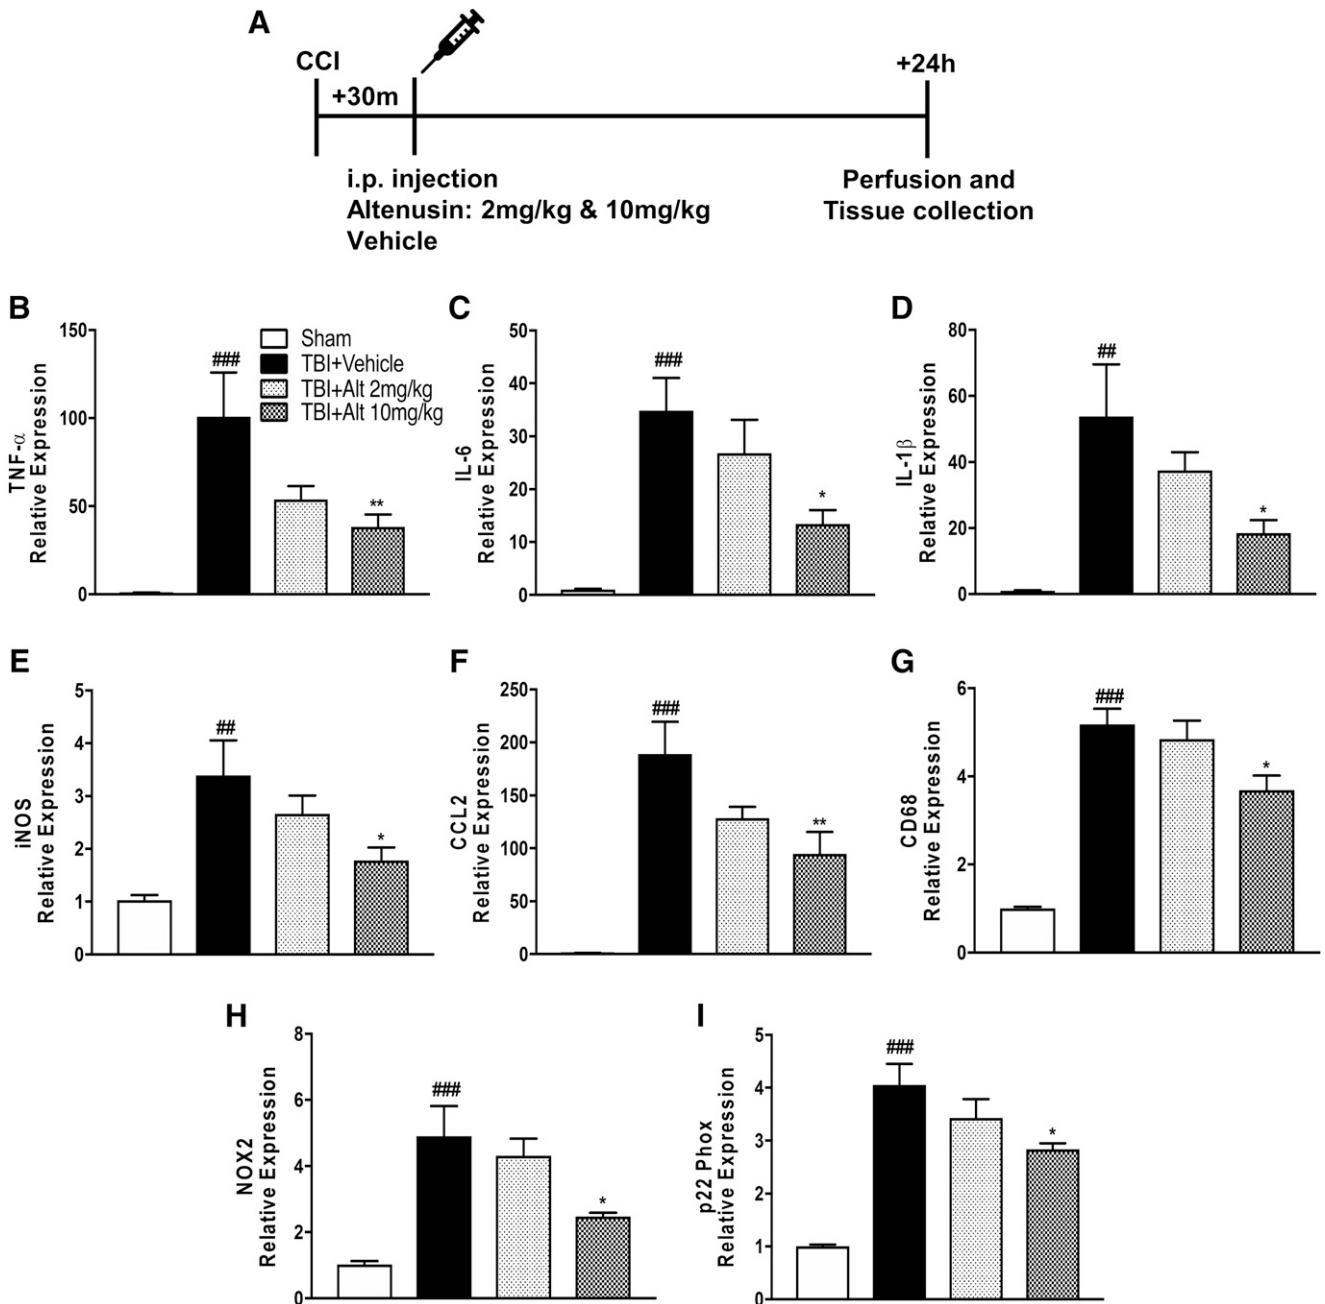 A
CCI
+30m
+24h
i.p. injection
Altenusin: 2mg/kg & 10mg/kg
Vehicle
Perfusion and
Tissue collection
B
TNF-α
Relative Expression
150
100
50
0
###
**
Sham
TBI+Vehicle
TBI+Alt 2mg/kg
TBI+Alt 10mg/kg
C
IL-6
Relative Expression
50
40
30
20
10
0
###
*
D
IL-1β
Relative Expression
80
60
40
20
0
##
*
E
iNOS
Relative Expression
5
4
3
2
1
0
##
*
F
CCL2
Relative Expression
250
200
150
100
50
0
###
**
G
CD68
Relative Expression
6
4
2
0
###
*
H
NOX2
Relative Expression
8
6
4
2
0
###
*
I
p22 Phox
Relative Expression
5
4
3
2
1
0
###
*